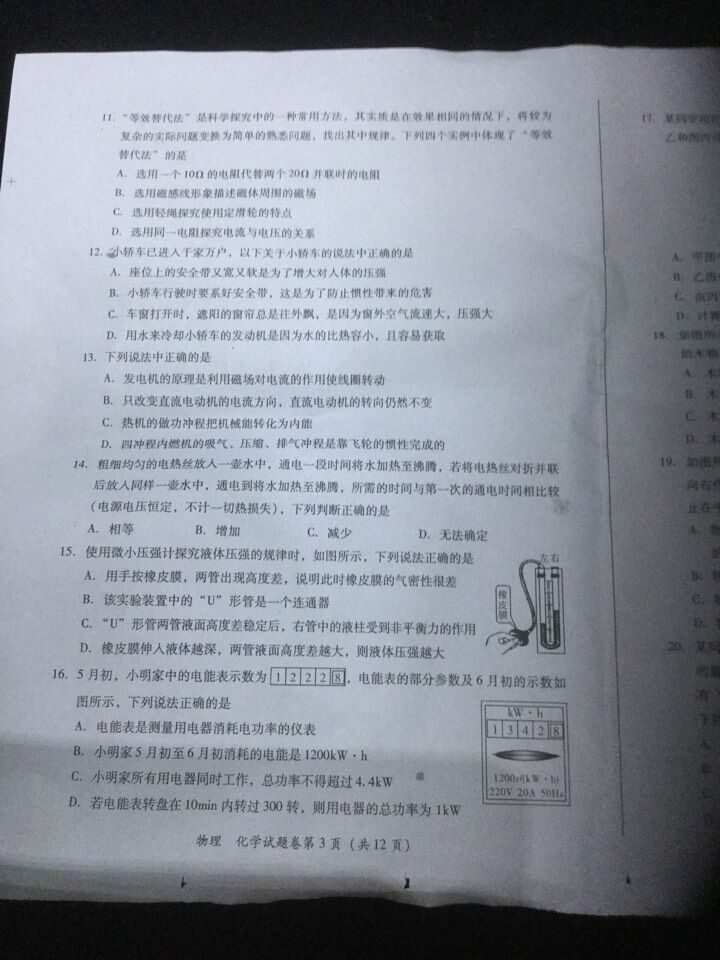 11. “等效替代法”是科学探究中的一种常用方法，其实质是在效果相同的情况下，将较为
复杂的实际问题变换为简单的熟悉问题，找出其中规律。下列四个实例中体现了“等效
替代法”的是
A. 选用一个10Ω的电阻代替两个20Ω并联时的电阻
B. 选用磁感线形象描述磁体周围的磁场
C. 选用轻绳探究使用定滑轮的特点
D. 选用同一电阻探究电流与电压的关系
12. 小轿车已进入千家万户，以下关于小轿车的说法中正确的是
A. 座位上的安全带又宽又软是为了增大对人体的压强
B. 小轿车行驶时要系好安全带，这是为了防止惯性带来的危害
C. 车窗打开时，遮阳的窗帘总是往外飘，是因为窗外空气流速大，压强大
D. 用水来冷却小轿车的发动机是因为水的比热容小，且容易获取
13. 下列说法中正确的是
A. 发电机的原理是利用磁场对电流的作用使线圈转动
B. 只改变直流电动机的电流方向，直流电动机的转向仍然不变
C. 热机的做功冲程把机械能转化为内能
D. 四冲程内燃机的吸气、压缩、排气冲程是靠飞轮的惯性完成的
14. 粗细均匀的电热丝放入一壶水中，通电一段时间将水加热至沸腾，若将电热丝对折并联
后放入同样一壶水中，通电到将水加热至沸腾，所需的时间与第一次的通电时间相比较
（电源电压恒定，不计一切热损失），下列判断正确的是
A. 相等 B. 增加 C. 减少 D. 无法确定
15. 使用微小压强计探究液体压强的规律时，如图所示，下列说法正确的是
A. 用手按橡皮膜，两管出现高度差，说明此时橡皮膜的气密性很差
B. 该实验装置中的“U”形管是一个连通器
C. “U”形管两管液面高度差稳定后，右管中的液柱受到非平衡力的作用
D. 橡皮膜伸入液体越深，两管液面高度差越大，则液体压强越大
左右
橡皮膜
16. 5月初，小明家中的电能表示数为 1 2 2 2 8，电能表的部分参数及6月初的示数如
图所示，下列说法正确的是
A. 电能表是测量用电器消耗电功率的仪表
B. 小明家5月初至6月初消耗的电能是1200kW·h
C. 小明家所有用电器同时工作，总功率不得超过4.4kW
D. 若电能表转盘在10min内转过300转，则用电器的总功率为1kW
kW·h
1 3 4 2 8
1200r/(kW·h)
220V 20A 50Hz
物理 化学试题卷第3页（共12页）
17. 某同学
乙和图丙
A. 甲图
B. 乙
C. 由
D.
18. 如图所
的木
A. 木
B. 木
C. 木
D. 木
19. 如图
向右
止在
A.
B.
C.
D.
20. 某同
的
有
下